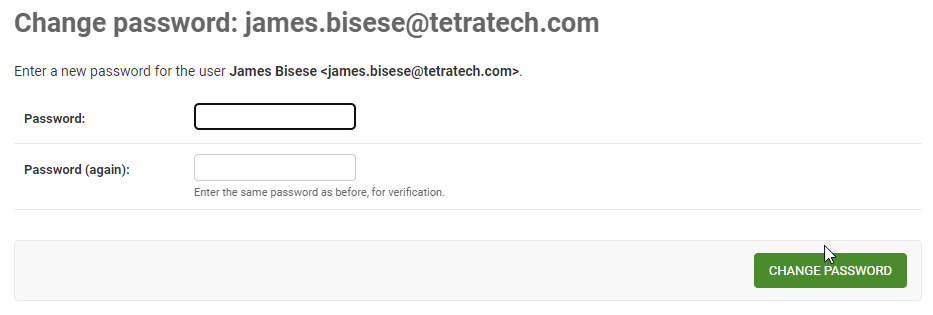 Change password: james.bisese@tetratech.com
Enter a new password for the user James Bisese <james.bisese@tetratech.com>.
Password:
Password (again):
Enter the same password as before, for verification.
CHANGE PASSWORD